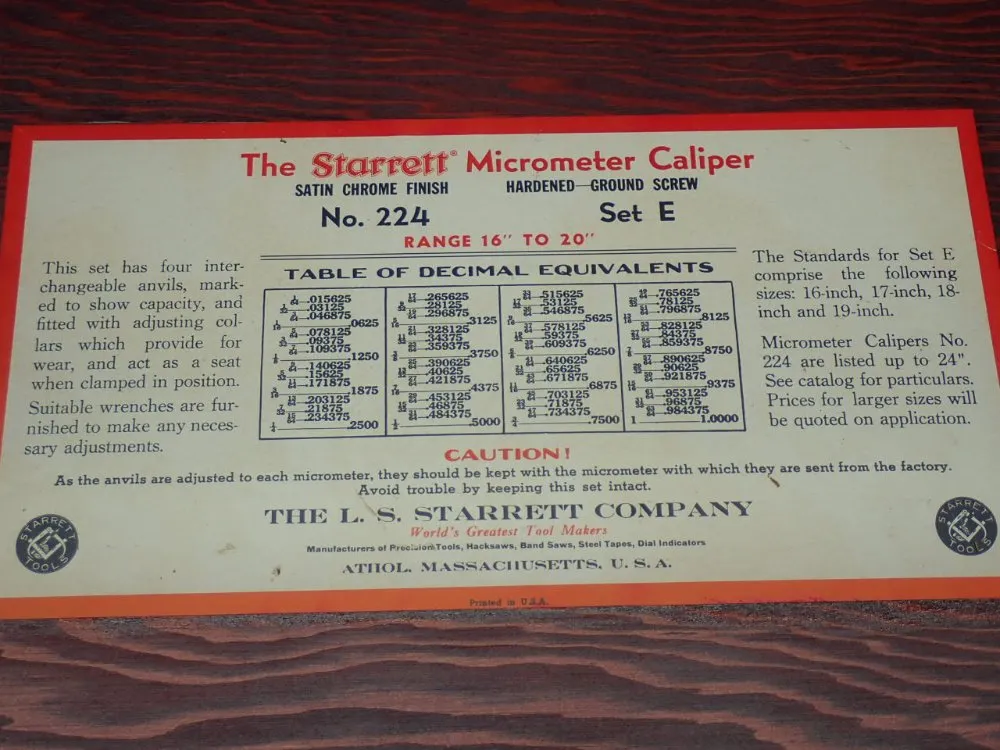 The Starrett® Micrometer Caliper
SATIN CHROME FINISH HARDENED—GROUND SCREW
No. 224 Set E
RANGE 16" TO 20"
This set has four inter-
changeable anvils, mark-
ed to show capacity, and
fitted with adjusting col-
lars which provide for
wear, and act as a seat
when clamped in position.
Suitable wrenches are fur-
nished to make any neces-
sary adjustments.
TABLE OF DECIMAL EQUIVALENTS
.015625
.03125
.046875
.0625
.078125
.09375
.109375
.1250
.140625
.15625
.171875
.1875
.203125
.21875
.234375
.2500
.265625
.28125
.296875
.3125
.328125
.34375
.359375
.3750
.390625
.40625
.421875
.4375
.453125
.46875
.484375
.5000
.515625
.53125
.546875
.5625
.578125
.59375
.609375
.6250
.640625
.65625
.671875
.6875
.703125
.71875
.734375
.7500
.765625
.78125
.796875
.8125
.828125
.84375
.859375
.8750
.890625
.90625
.921875
.9375
.953125
.96875
.984375
1 1.0000
The Standards for Set E
comprise the following
sizes: 16-inch, 17-inch, 18-
inch and 19-inch.
Micrometer Calipers No.
224 are listed up to 24".
See catalog for particulars.
Prices for larger sizes will
be quoted on application.
CAUTION!
As the anvils are adjusted to each micrometer, they should be kept with the micrometer with which they are sent from the factory.
Avoid trouble by keeping this set intact.
THE L. S. STARRETT COMPANY
World's Greatest Tool Makers
Manufacturers of Precision Tools, Hacksaws, Band Saws, Steel Tapes, Dial Indicators
ATHOL, MASSACHUSETTS, U. S. A.
STARRETT TOOLS
STARRETT TOOLS
Printed in U.S.A.